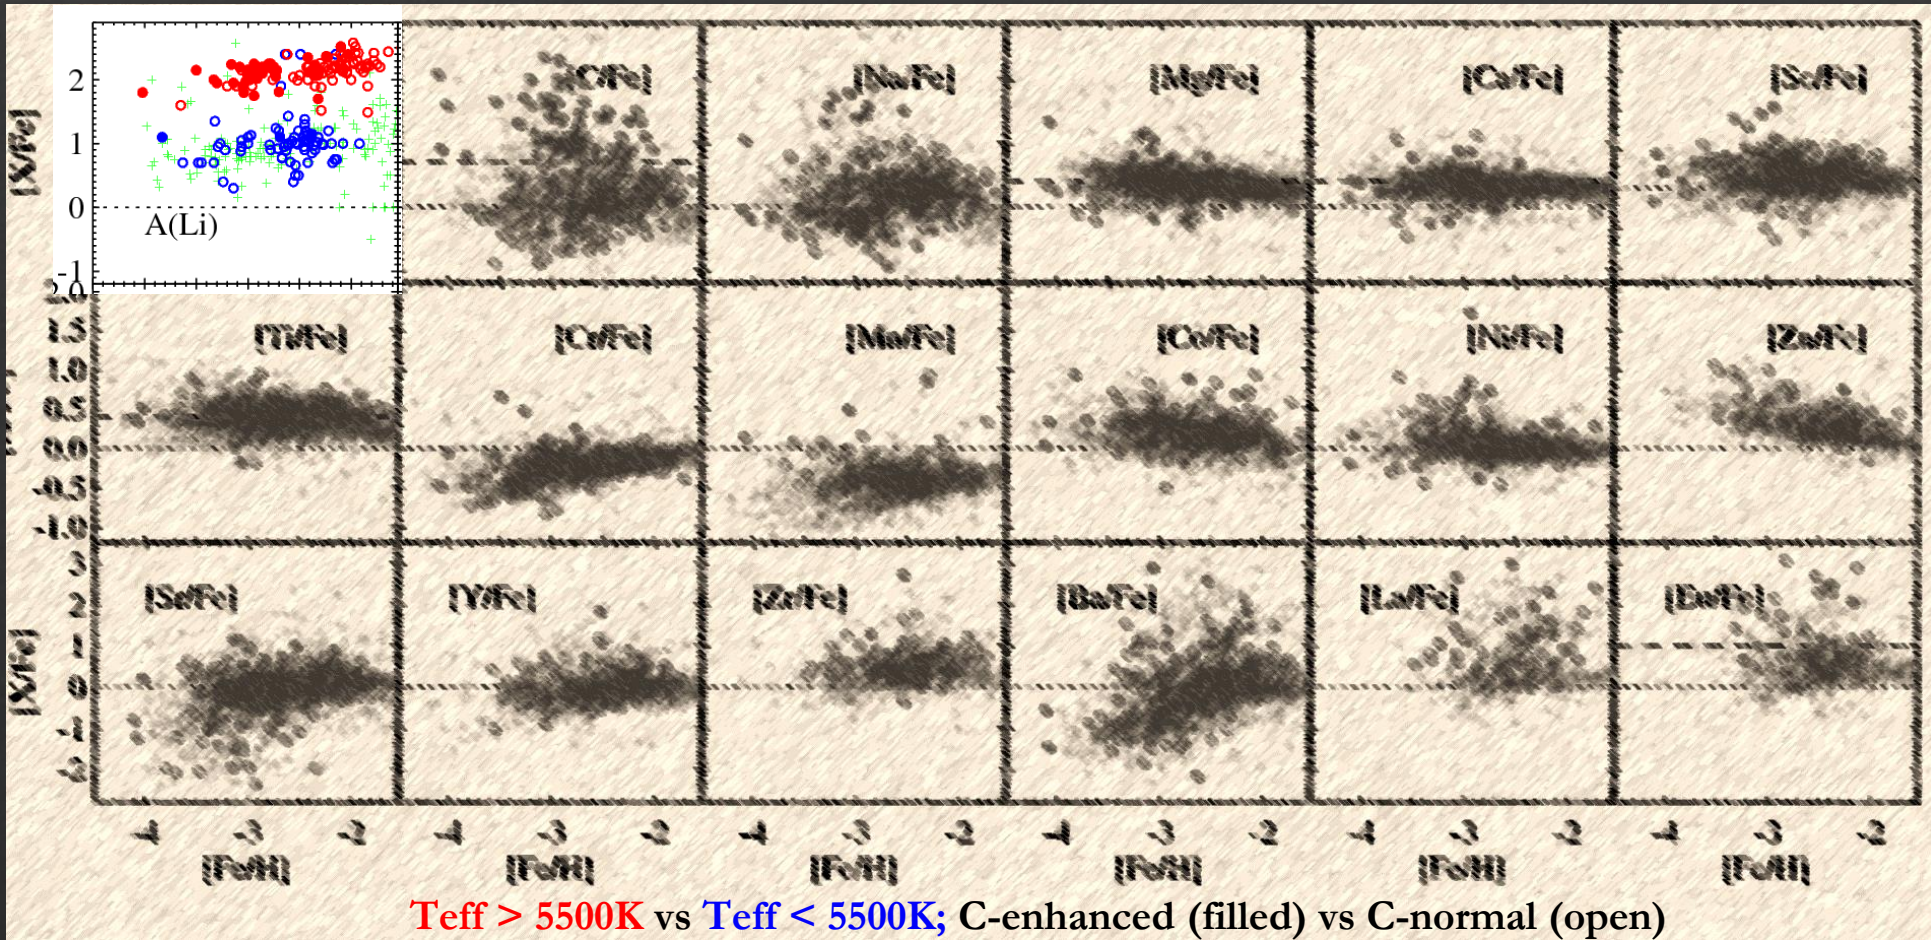 [X/Fe]
2
1
0
-1
A(Li)
[C/Fe]
[Na/Fe]
[Mg/Fe]
[Ca/Fe]
[Sc/Fe]
1.5
1.0
0.5
0.0
-0.5
-1.0
[Ti/Fe]
[Cr/Fe]
[Mn/Fe]
[Co/Fe]
[Ni/Fe]
[Zn/Fe]
[X/Fe]
3
2
1
0
-1
[Sr/Fe]
[Y/Fe]
[Zr/Fe]
[Ba/Fe]
[La/Fe]
[Eu/Fe]
-4 -3 -2 -4 -3 -2 -4 -3 -2 -4 -3 -2 -4 -3 -2 -4 -3 -2
[Fe/H] [Fe/H] [Fe/H] [Fe/H] [Fe/H] [Fe/H]
Teff > 5500K vs Teff < 5500K; C-enhanced (filled) vs C-normal (open)